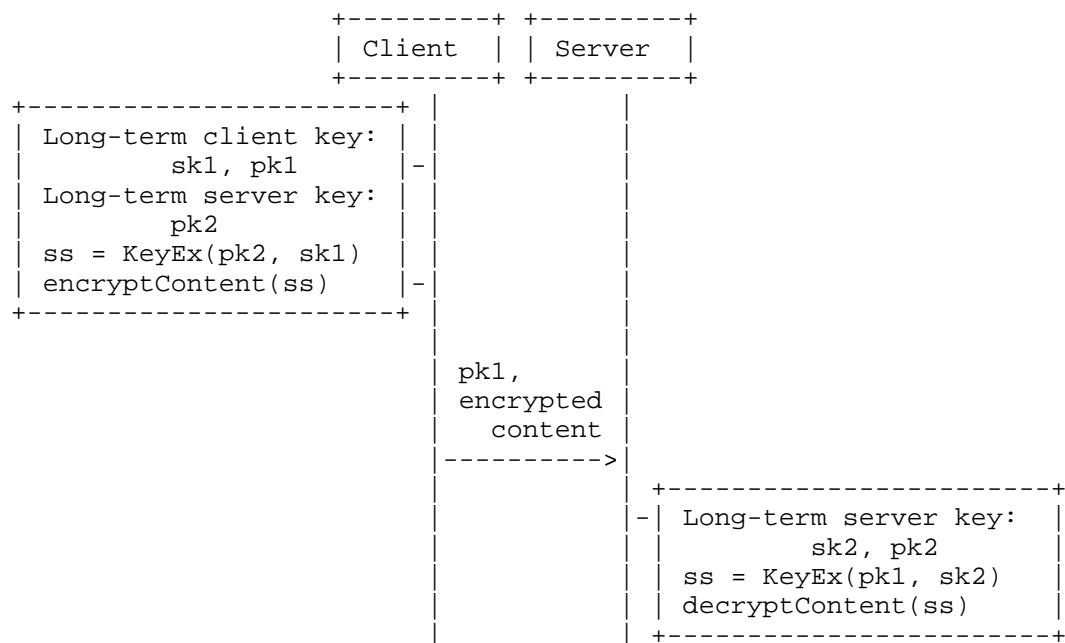 Client Server
Long-term client key:
sk1, pk1
Long-term server key:
pk2
ss = KeyEx(pk2, sk1)
encryptContent(ss)
pk1,
encrypted
content
Long-term server key:
sk2, pk2
ss = KeyEx(pk1, sk2)
decryptContent(ss)